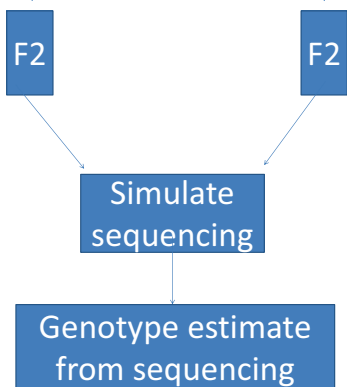 F2
F2
Simulate
sequencing
Genotype estimate
from sequencing